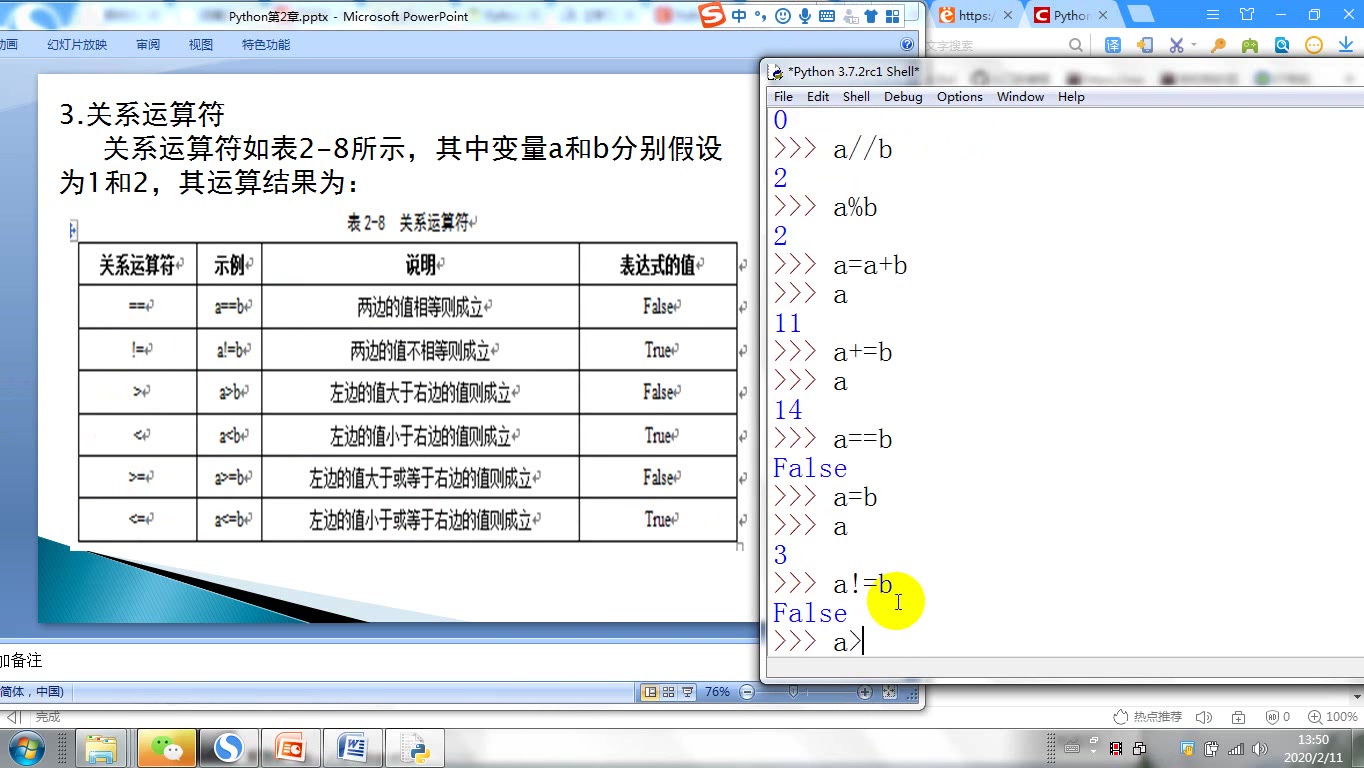 Python第2章.pptx - Microsoft PowerPoint
中
https:/
Python
动画 幻灯片放映 审阅 视图 特色功能
文字搜索
译
3.关系运算符
关系运算符如表2-8所示，其中变量a和b分别假设
为1和2，其运算结果为：
表 2-8 关系运算符
关系运算符 示例 说明 表达式的值
== a==b 两边的值相等则成立 False
!= a!=b 两边的值不相等则成立 True
> a>b 左边的值大于右边的值则成立 False
< a<b 左边的值小于右边的值则成立 True
>= a>=b 左边的值大于或等于右边的值则成立 False
<= a<=b 左边的值小于或等于右边的值则成立 True
加备注
简体，中国)
76%
*Python 3.7.2rc1 Shell*
File Edit Shell Debug Options Window Help
0
>>> a//b
2
>>> a%b
2
>>> a=a+b
>>> a
11
>>> a+=b
>>> a
14
>>> a==b
False
>>> a=b
>>> a
3
>>> a!=b
False
>>> a>
完成
热点推荐
0
100%
13:50
2020/2/11